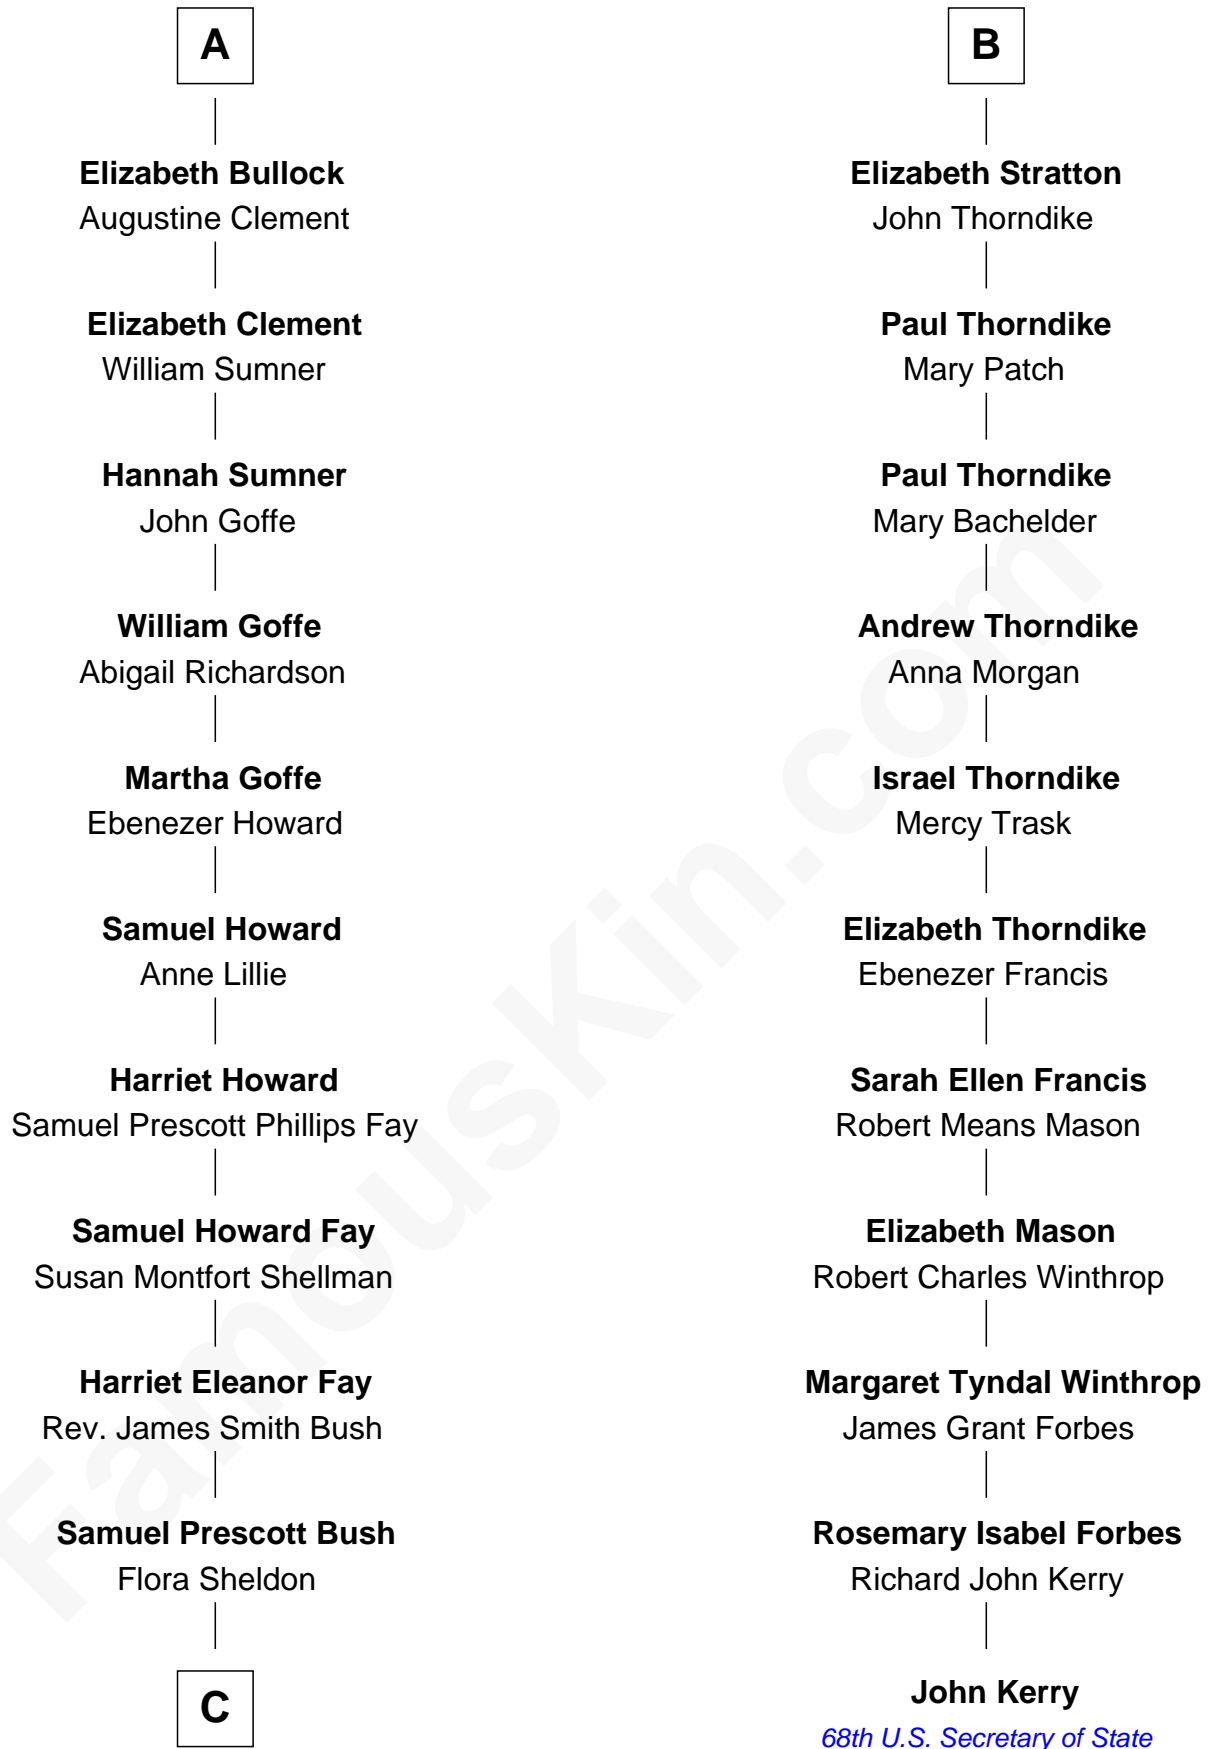 A
Elizabeth Bullock
Augustine Clement
Elizabeth Clement
William Sumner
Hannah Sumner
John Goffe
William Goffe
Abigail Richardson
Martha Goffe
Ebenezer Howard
Samuel Howard
Anne Lillie
Harriet Howard
Samuel Prescott Phillips Fay
Samuel Howard Fay
Susan Montfort Shellman
Harriet Eleanor Fay
Rev. James Smith Bush
Samuel Prescott Bush
Flora Sheldon
C
B
Elizabeth Stratton
John Thorndike
Paul Thorndike
Mary Patch
Paul Thorndike
Mary Bachelder
Andrew Thorndike
Anna Morgan
Israel Thorndike
Mercy Trask
Elizabeth Thorndike
Ebenezer Francis
Sarah Ellen Francis
Robert Means Mason
Elizabeth Mason
Robert Charles Winthrop
Margaret Tyndal Winthrop
James Grant Forbes
Rosemary Isabel Forbes
Richard John Kerry
John Kerry
68th U.S. Secretary of State
FamousKin.com